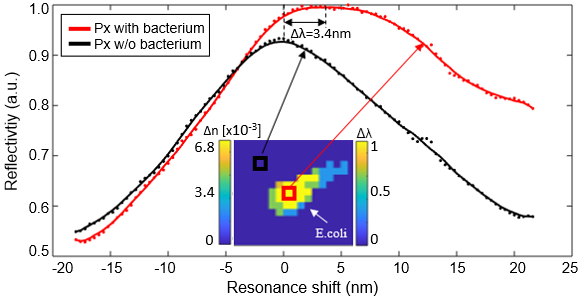 Px with bacterium
Px w/o bacterium
Δλ=3.4nm
1.0
0.9
0.8
0.7
0.6
0.5
Reflectivtiy (a.u.)
Δn [x10-3]
6.8
3.4
0
Δλ
1
0.5
0
E.coli
-20 -15 -10 -5 0 5 10 15 20 25
Resonance shift (nm)